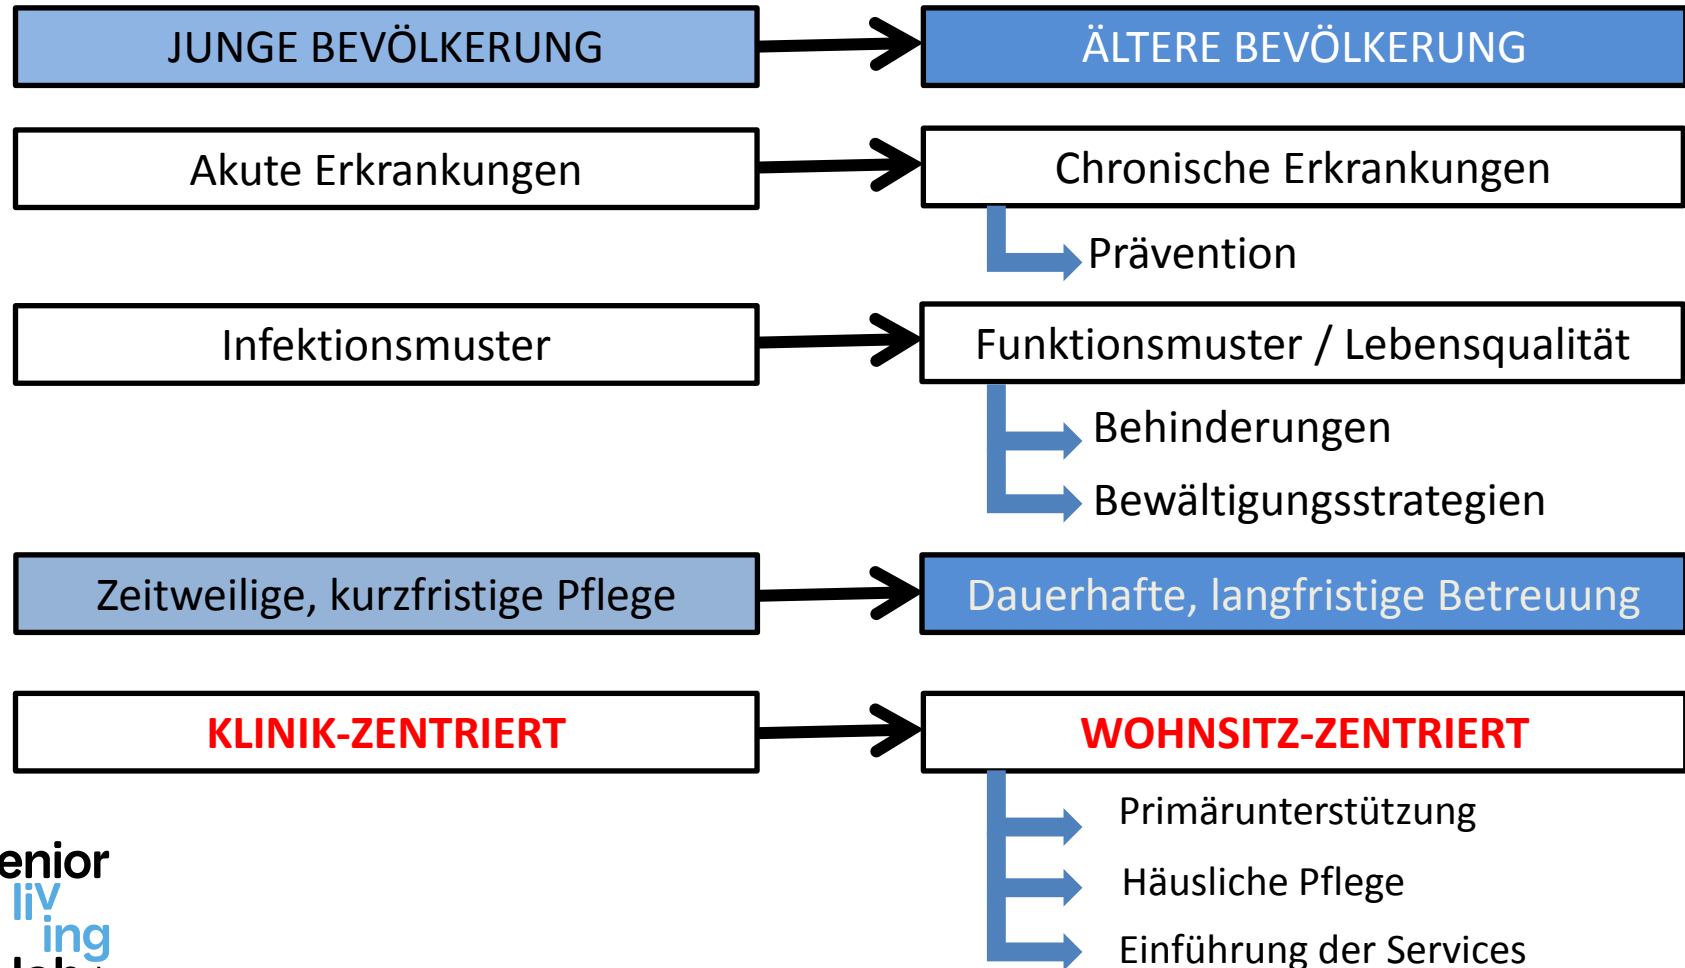 JUNGE BEVÖLKERUNG
ÄLTERE BEVÖLKERUNG
Akute Erkrankungen
Chronische Erkrankungen
Prävention
Infektionsmuster
Funktionsmuster / Lebensqualität
Behinderungen
Bewältigungsstrategien
Zeitweilige, kurzfristige Pflege
Dauerhafte, langfristige Betreuung
KLINIK-ZENTRIERT
WOHNSITZ-ZENTRIERT
Primärunterstützung
Häusliche Pflege
Einführung der Services
enior
liv
ing